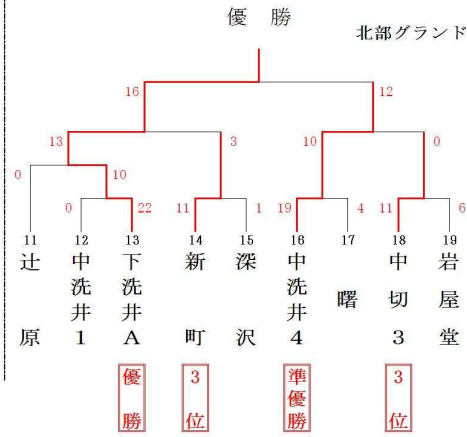 優 勝
北部グランド
16
12
13
3
10
0
0
10
0
22
11
1
19
4
11
6
11
12
13
14
15
16
17
18
19
辻原
中洗井1
下洗井A
新町
深沢
中洗井4
曙
中切3
岩屋堂
優勝
3位
準優勝
3位